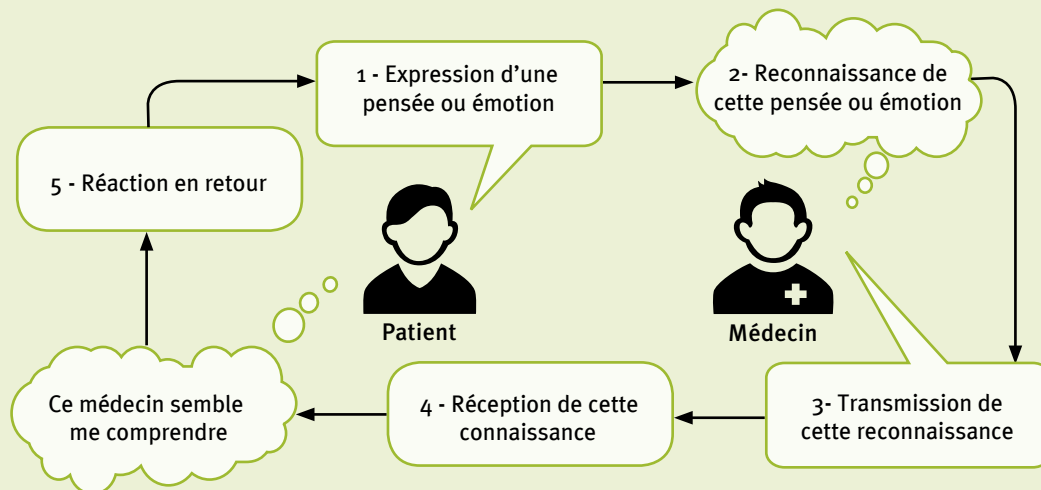 1 - Expression d’une
pensée ou émotion
2- Reconnaissance de
cette pensée ou émotion
5 - Réaction en retour
Patient
Médecin
Ce médecin semble
me comprendre
4 - Réception de cette
connaissance
3- Transmission de
cette reconnaissance